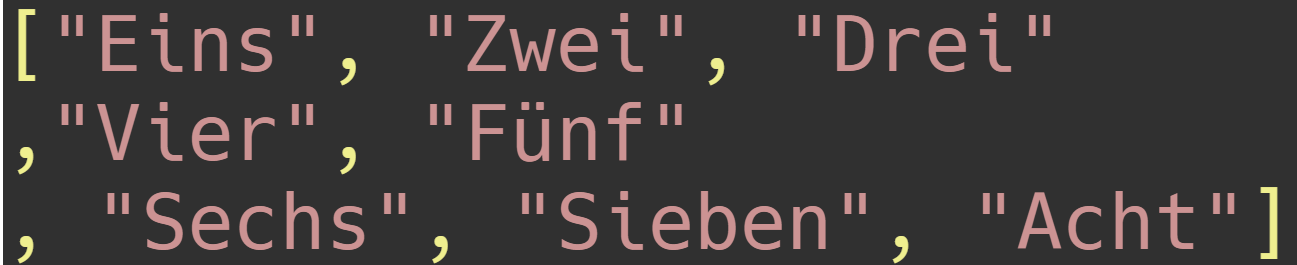 ["Eins", "Zwei", "Drei"
,"Vier", "Fünf"
, "Sechs", "Sieben", "Acht"]